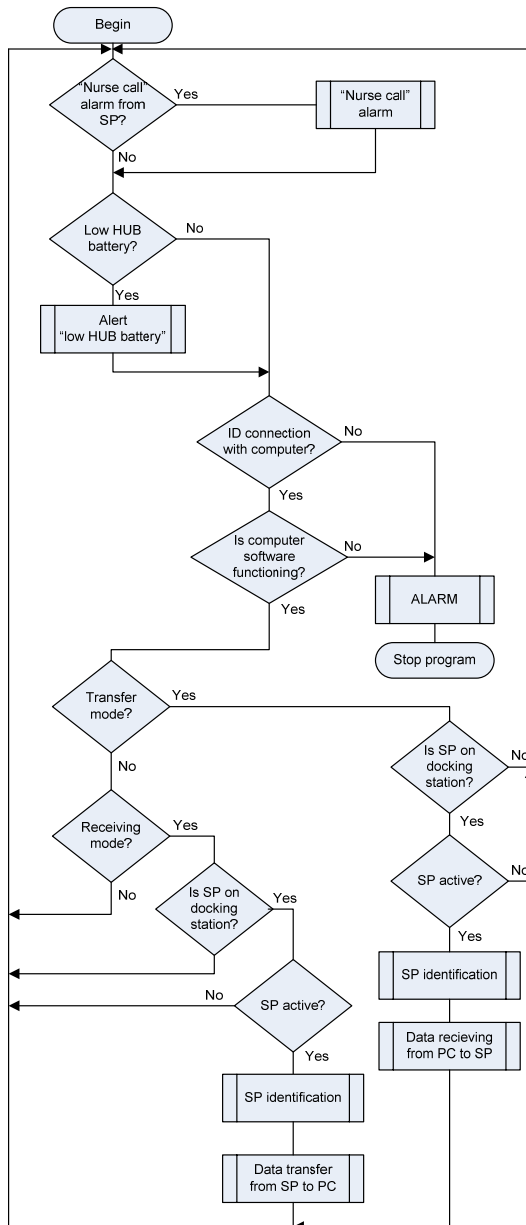 Begin
“Nurse call”
alarm from
SP?
Yes
“Nurse call”
alarm
No
Low HUB
battery?
No
Yes
Alert
“low HUB battery”
ID connection
with computer?
No
Yes
Is computer
software
functioning?
No
Yes
ALARM
Stop program
Transfer
mode?
Yes
No
Is SP on
docking
station?
No
Yes
Receiving
mode?
Yes
No
Is SP on
docking
station?
Yes
SP active?
No
Yes
SP identification
Data recieving
from PC to SP
SP active?
No
Yes
SP identification
Data transfer
from SP to PC